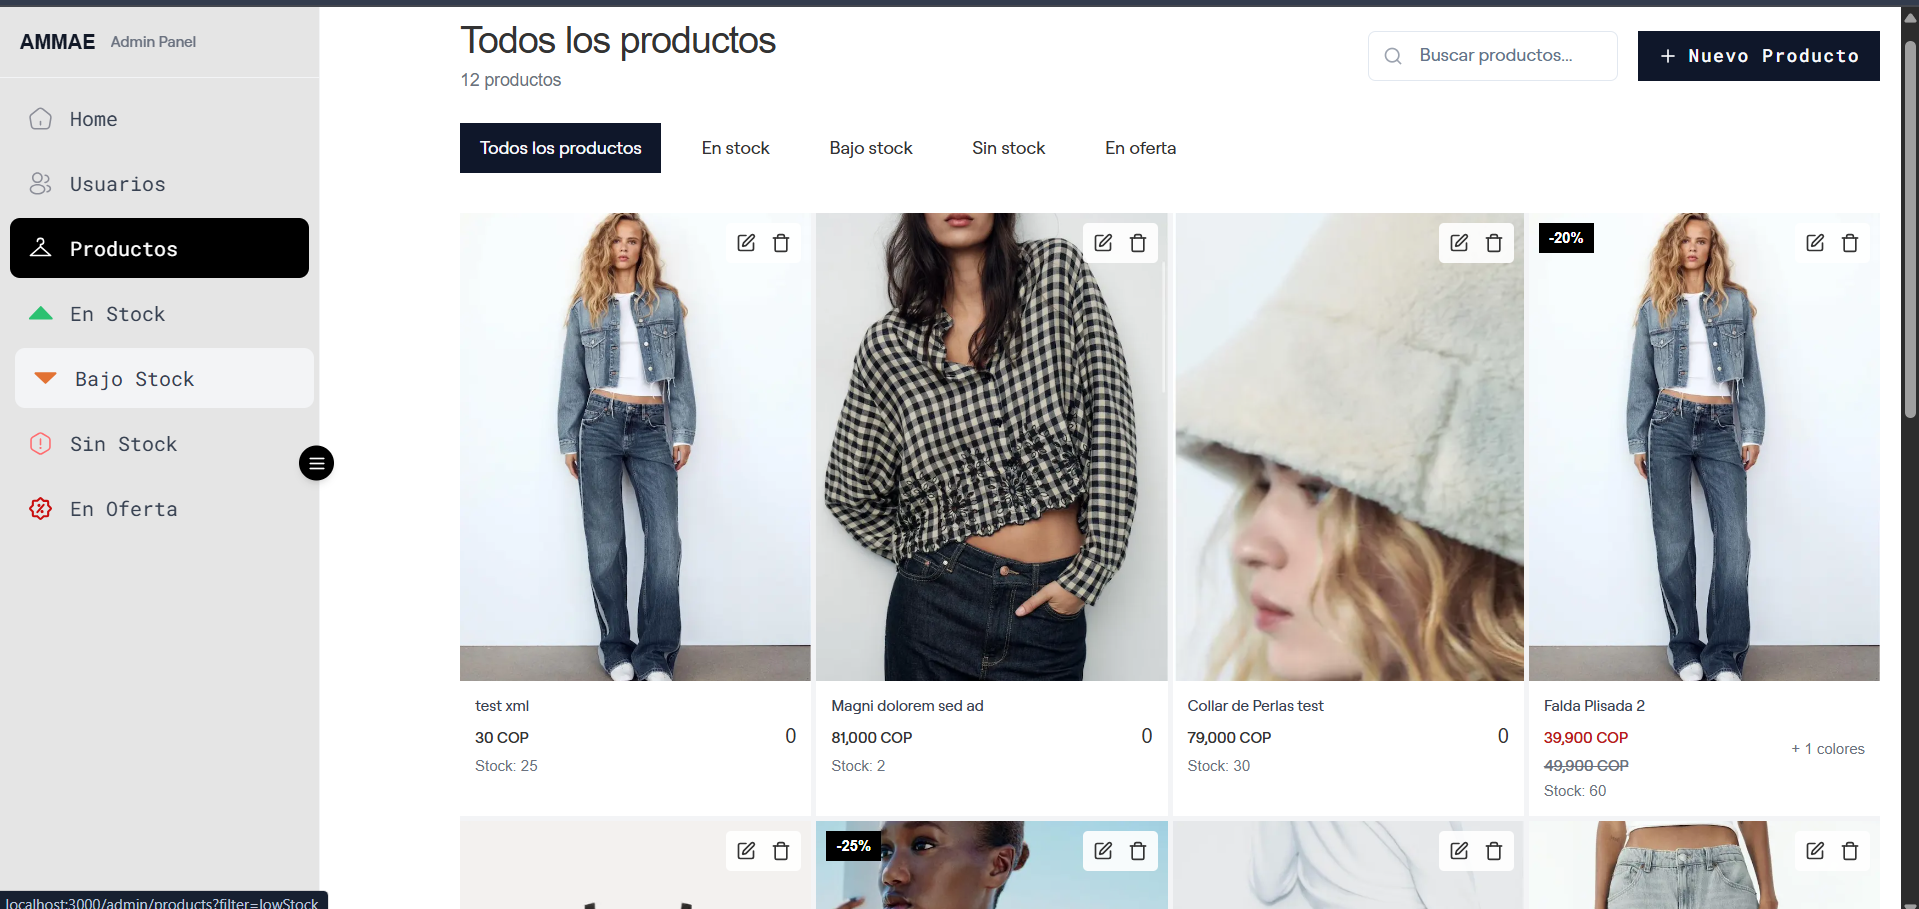 AMMAE Admin Panel
Home
Usuarios
Productos
En Stock
Bajo Stock
Sin Stock
En Oferta
Todos los productos
12 productos
Buscar productos...
+ Nuevo Producto
Todos los productos
En stock
Bajo stock
Sin stock
En oferta
test xml
30 COP
0
Stock: 25
Magni dolorem sed ad
81,000 COP
0
Stock: 2
Collar de Perlas test
79,000 COP
0
Stock: 30
-20%
Falda Plisada 2
39,900 COP
49,900 COP
+ 1 colores
Stock: 60
-25%
localhost:3000/admin/products?filter=lowStock